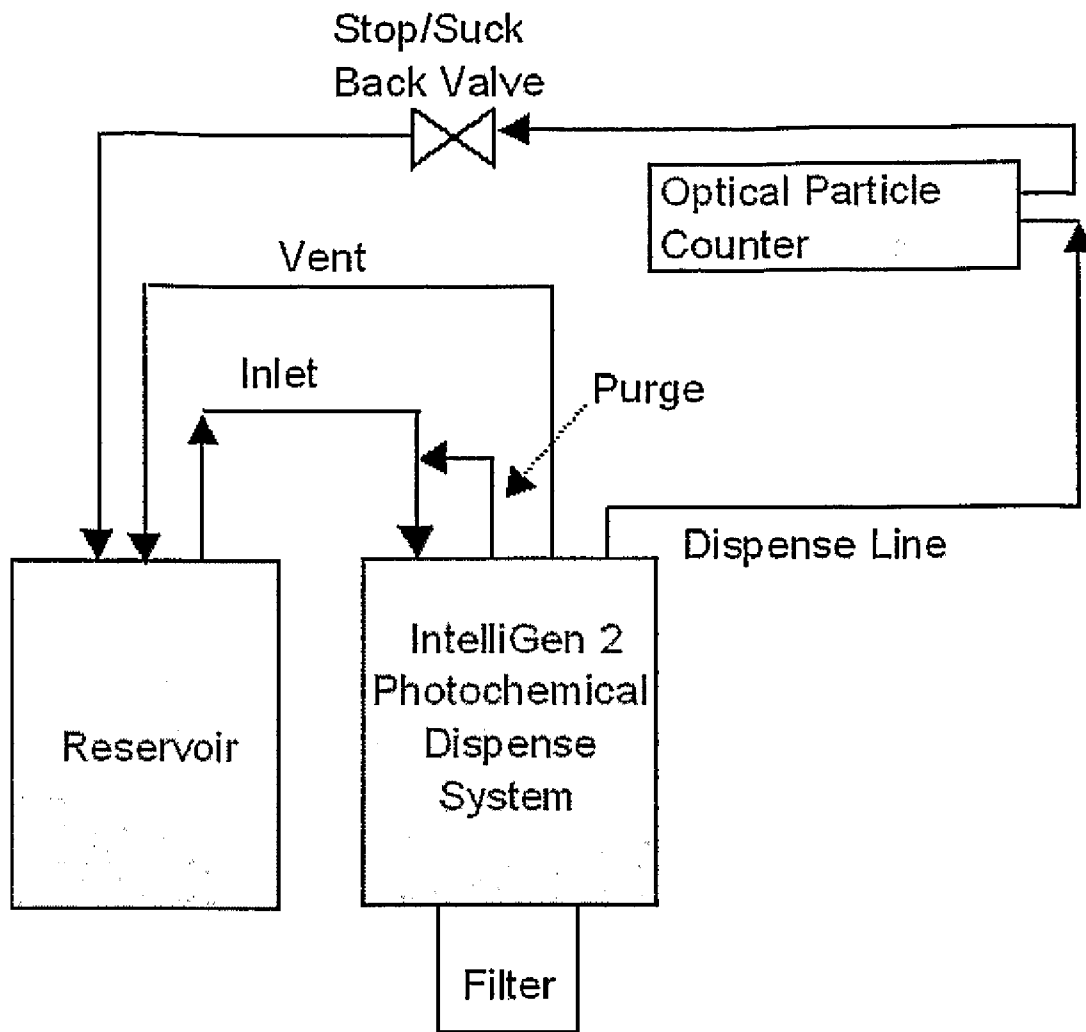 Stop/Suck
Back Valve
Optical Particle
Counter
Vent
Inlet
Purge
Dispense Line
IntelliGen 2
Photochemical
Dispense
System
Reservoir
Filter